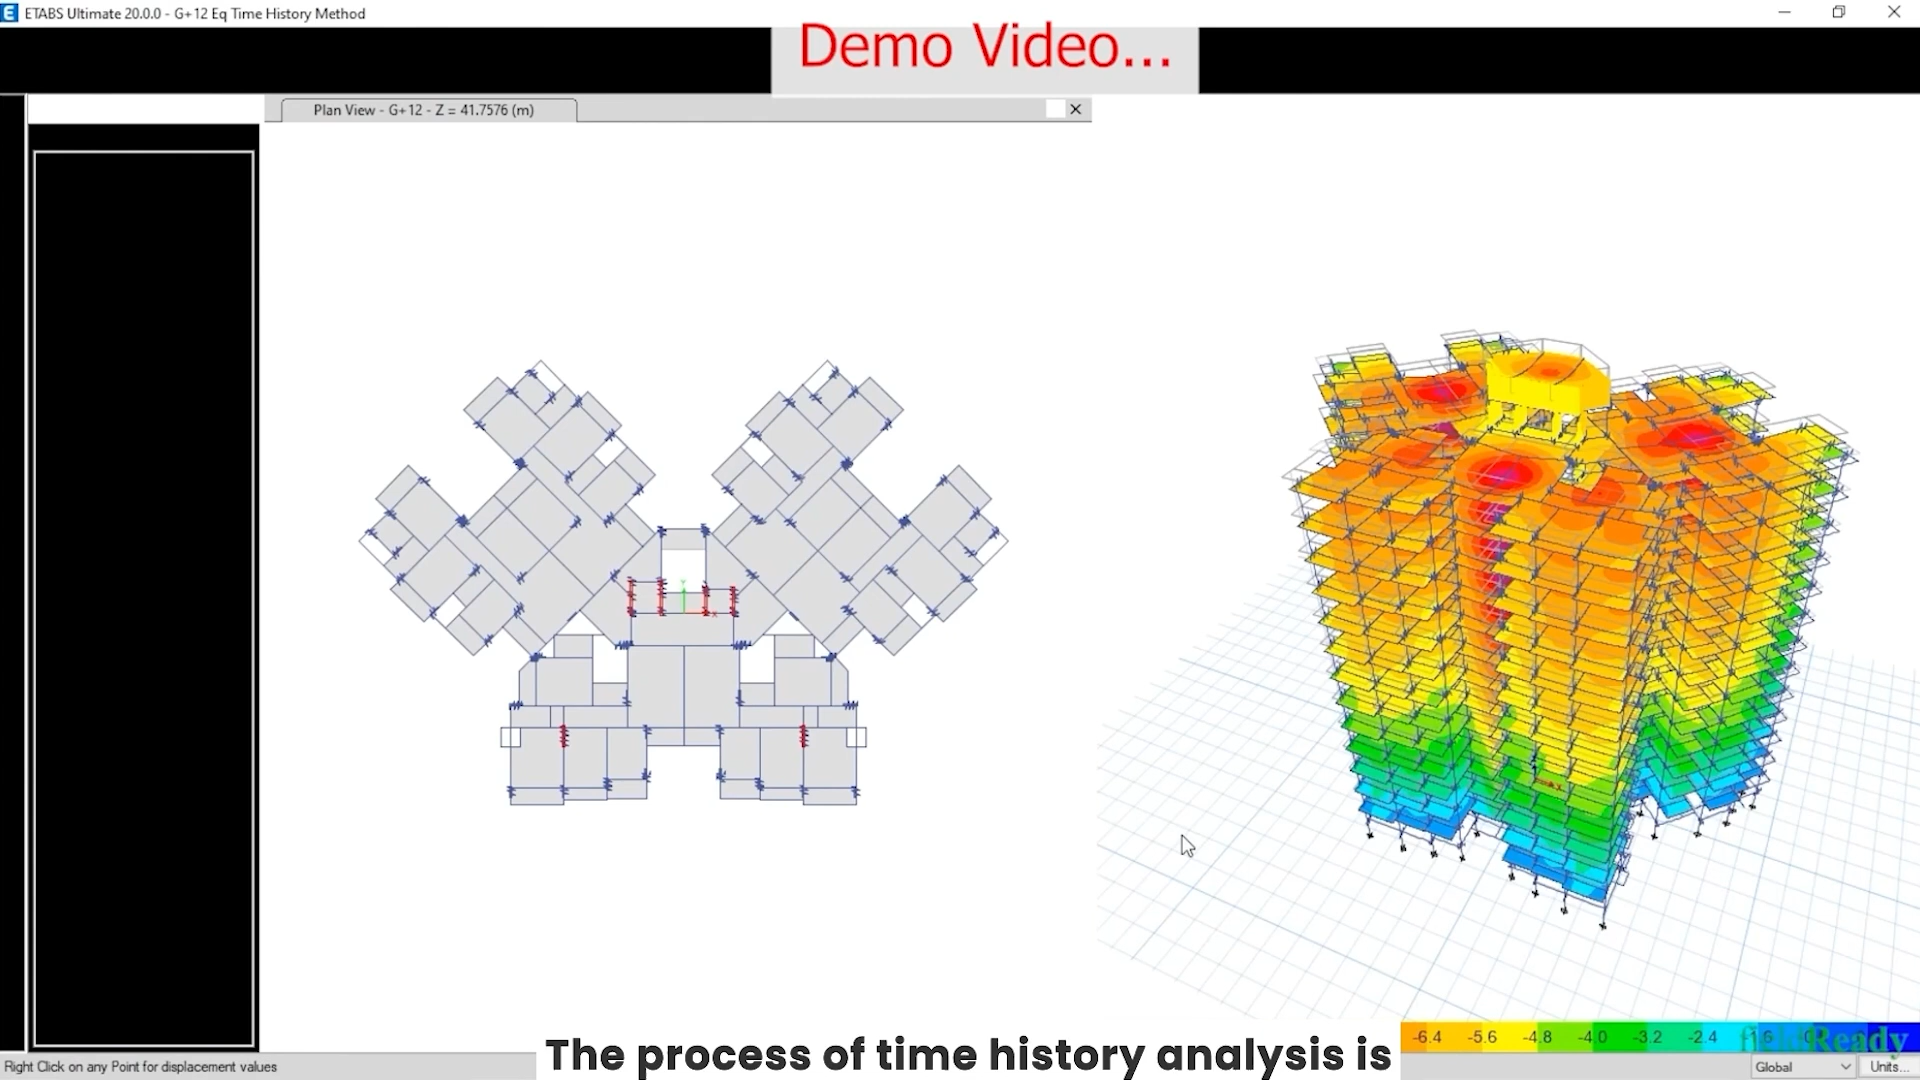 ETABS Ultimate 20.0.0 - G+12 Eq Time History Method
Demo Video...
Plan View - G+12 - Z = 41.7576 (m)
-6.4 -5.6 -4.8 -4.0 -3.2 -2.4
fieldReady
The process of time history analysis is
Right Click on any Point for displacement values
Global
Units...